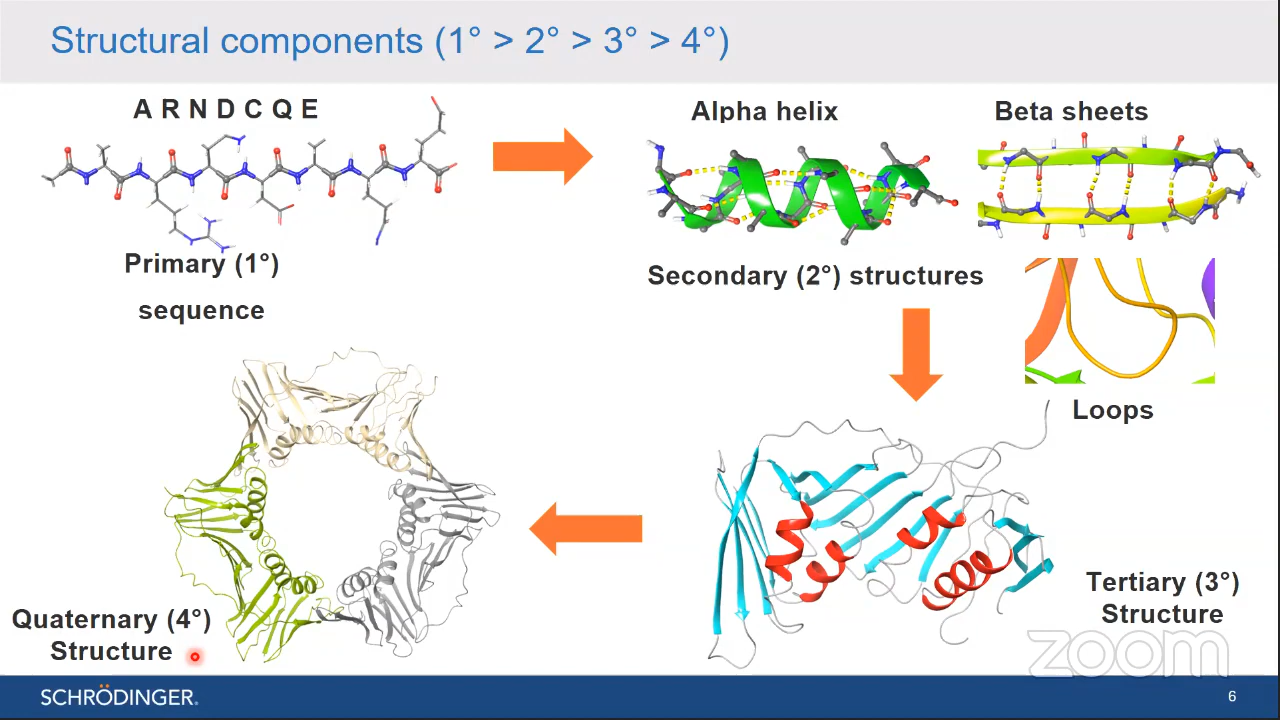 Structural components (1° > 2° > 3° > 4°)
A R N D C Q E
Primary (1°)
sequence
Alpha helix
Beta sheets
Secondary (2°) structures
Loops
Tertiary (3°)
Structure
Quaternary (4°)
Structure
zoom
SCHRÖDINGER.
6